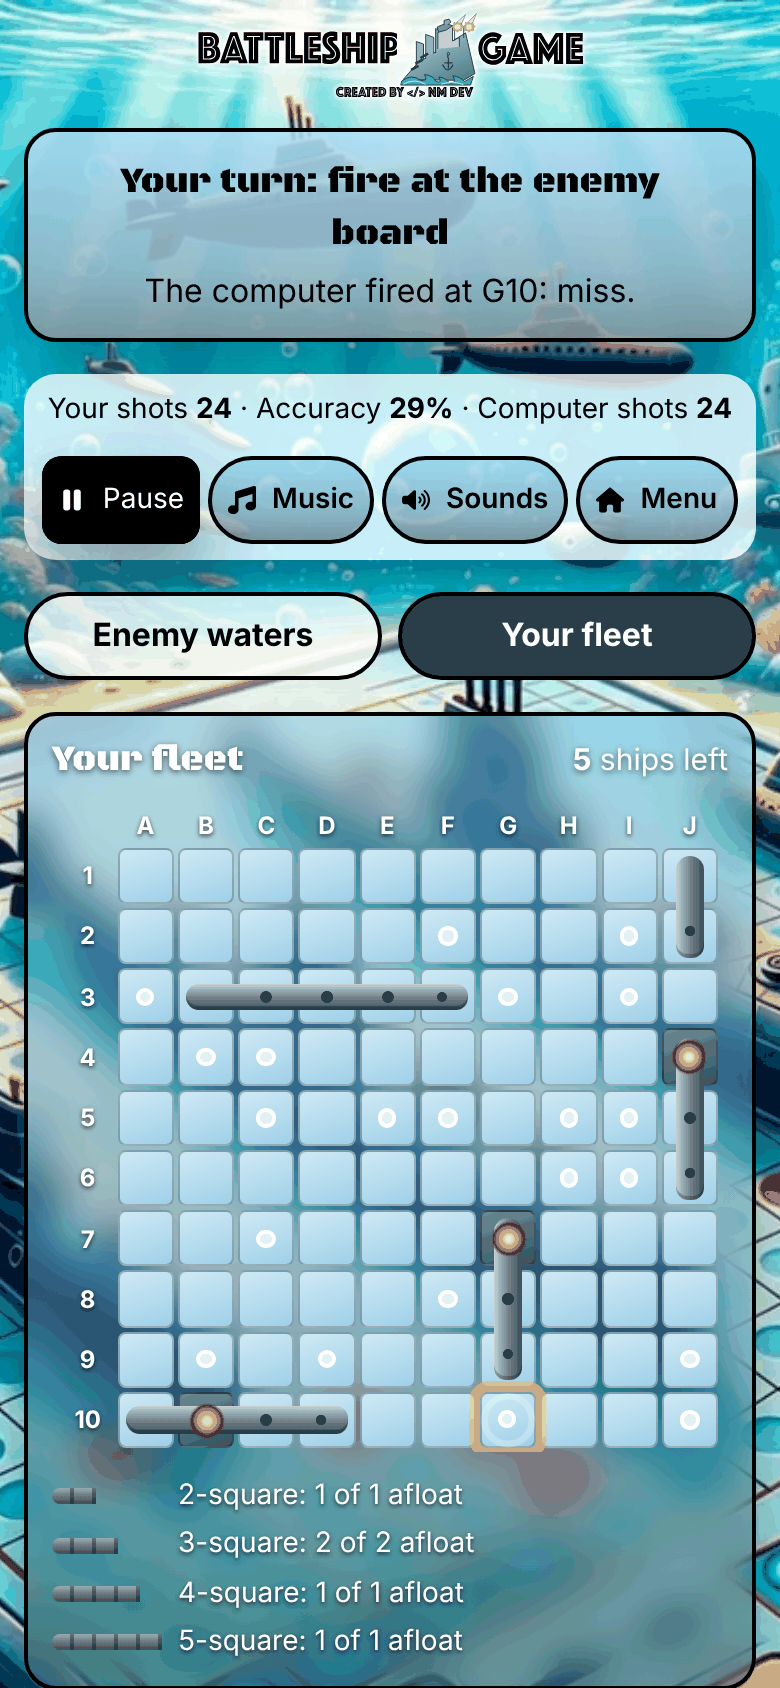 BATTLESHIP GAME
CREATED BY </> NM DEV
Your turn: fire at the enemy
board
The computer fired at G10: miss.
Your shots 24 · Accuracy 29% · Computer shots 24
Pause Music Sounds Menu
Enemy waters Your fleet
Your fleet 5 ships left
A B C D E F G H I J
1
2
3
4
5
6
7
8
9
10
2-square: 1 of 1 afloat
3-square: 2 of 2 afloat
4-square: 1 of 1 afloat
5-square: 1 of 1 afloat